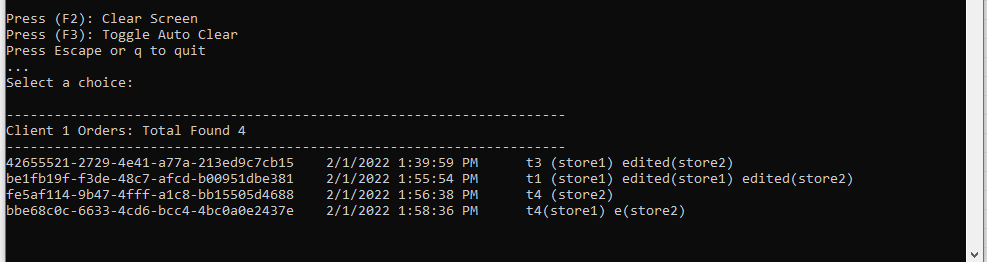 Press (F2): Clear Screen
Press (F3): Toggle Auto Clear
Press Escape or q to quit
...
Select a choice:
----------------------------------------------------------------------
Client 1 Orders: Total Found 4
----------------------------------------------------------------------
42655521-2729-4e41-a77a-213ed9c7cb15    2/1/2022 1:39:59 PM      t3 (store1) edited(store2)
be1fb19f-f3de-48c7-afcd-b00951dbe381    2/1/2022 1:55:54 PM      t1 (store1) edited(store1) edited(store2)
fe5af114-9b47-4fff-a1c8-bb15505d4688    2/1/2022 1:56:38 PM      t4 (store2)
bbe68c0c-6633-4cd6-bcc4-4bc0a0e2437e    2/1/2022 1:58:36 PM      t4(store1) e(store2)